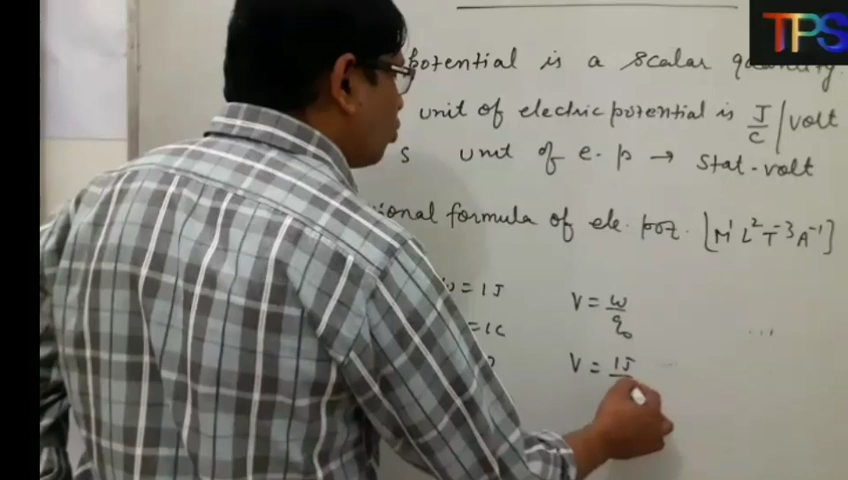 TPS
potential is a scalar quantity.
unit of electric potential is J/C / volt
s unit of e.p → stat-volt
ional formula of ele. pot. [M¹ L² T⁻³ A⁻¹]
w = 1J V = w/q₀
= 1C ...
V = 1J